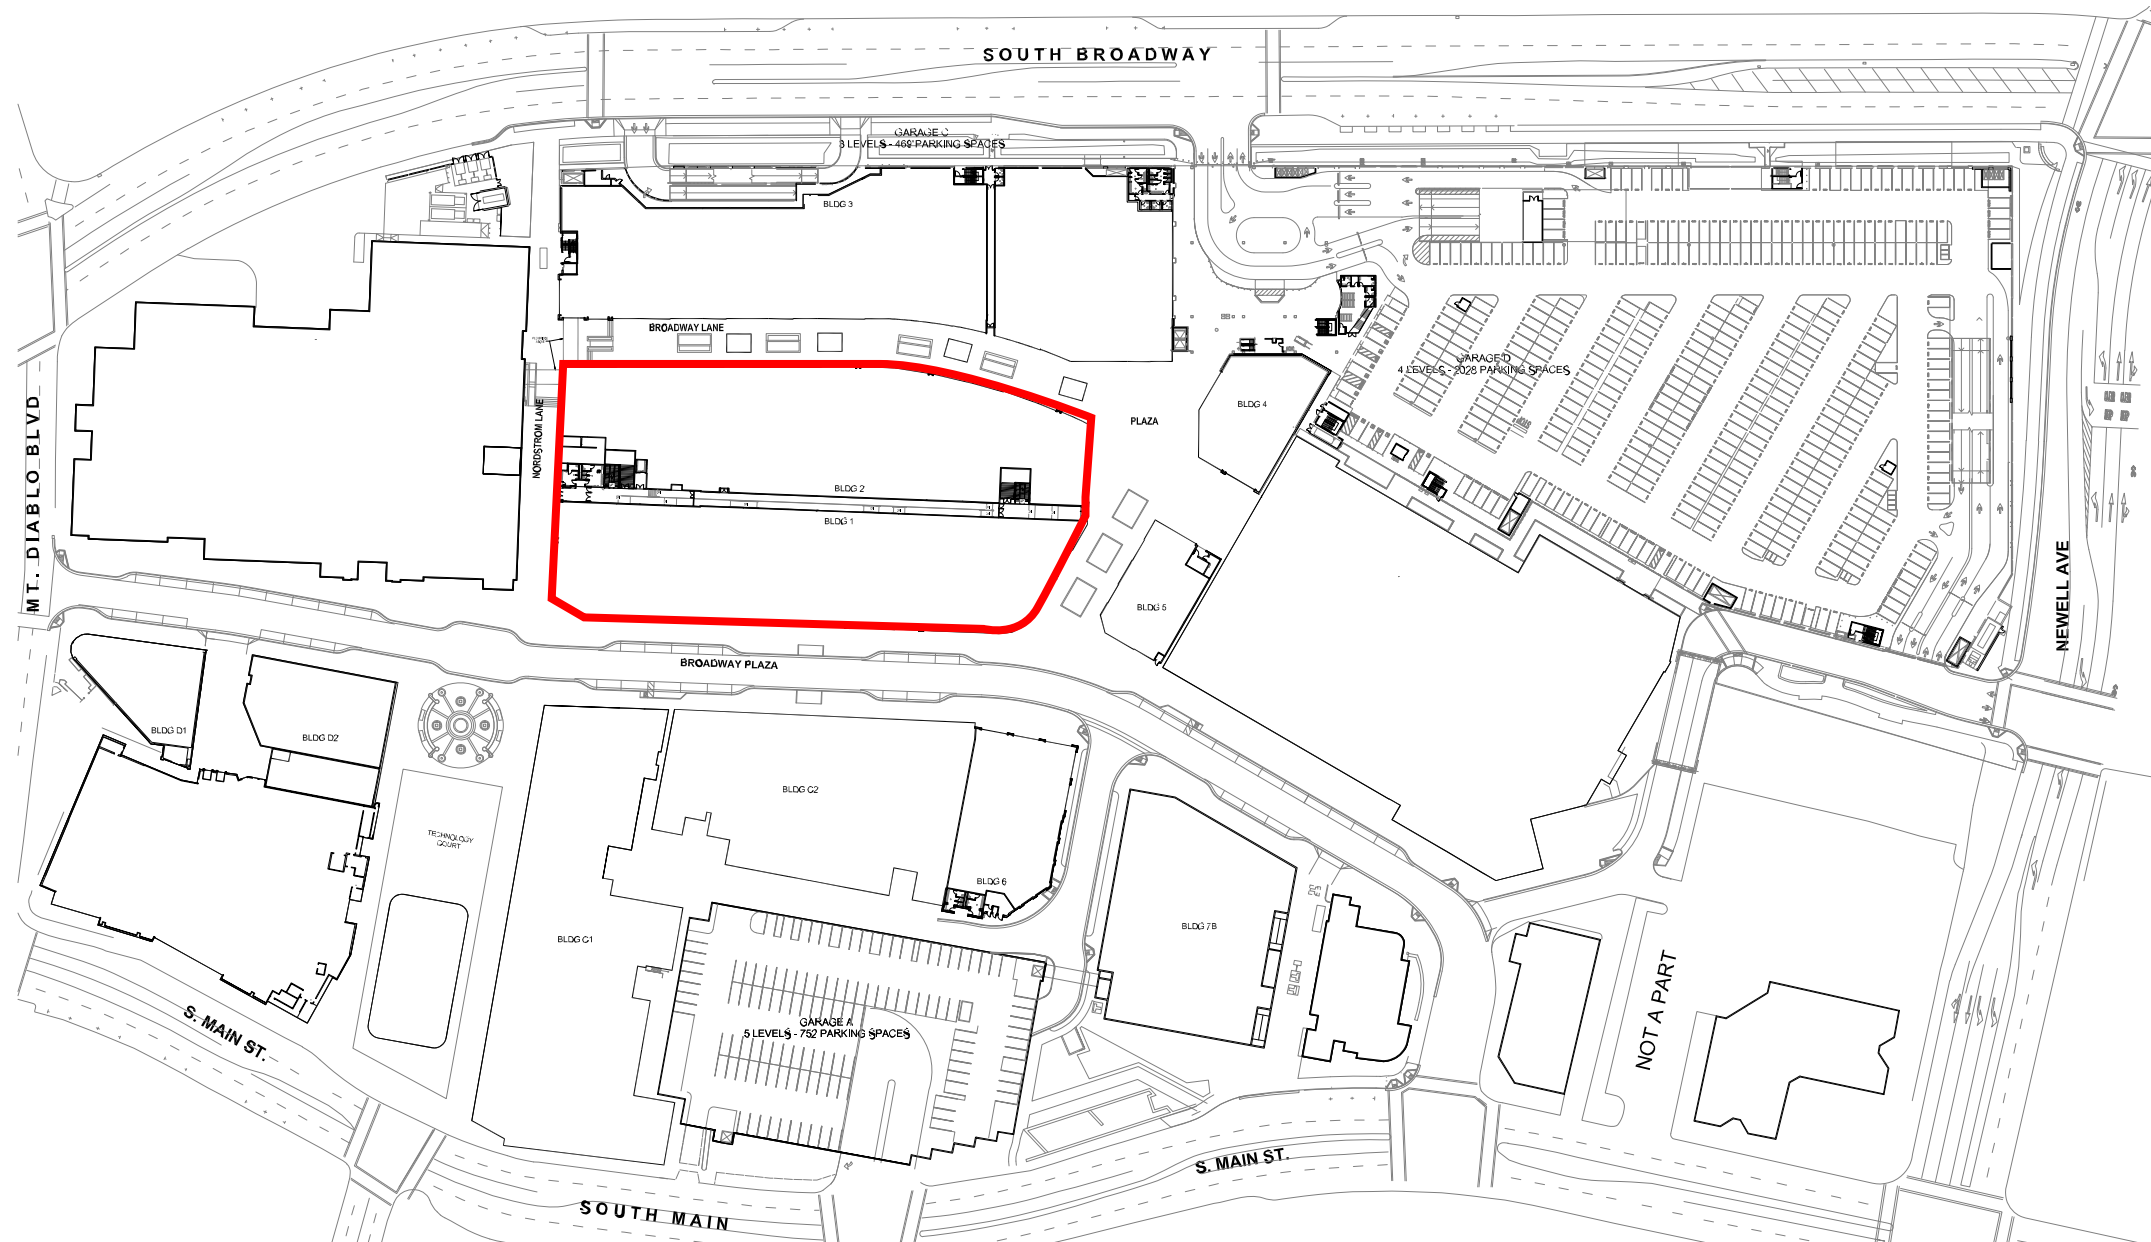 SOUTH BROADWAY
GARAGE C
3 LEVELS - 469 PARKING SPACES
BLDG 3
BROADWAY LANE
GARAGE D
4 LEVELS - 2028 PARKING SPACES
MT. DIABLO BLVD
NORDSTROM LANE
PLAZA
BLDG 4
BLDG 2
BLDG 1
BLDG 5
NEWELL AVE
BROADWAY PLAZA
BLDG D1
BLDG D2
BLDG C2
TECHNOLOGY
COURT
BLDG 6
BLDG C1
BLDG 7B
NOT A PART
S. MAIN ST.
GARAGE A
5 LEVELS - 752 PARKING SPACES
S. MAIN ST.
SOUTH MAIN